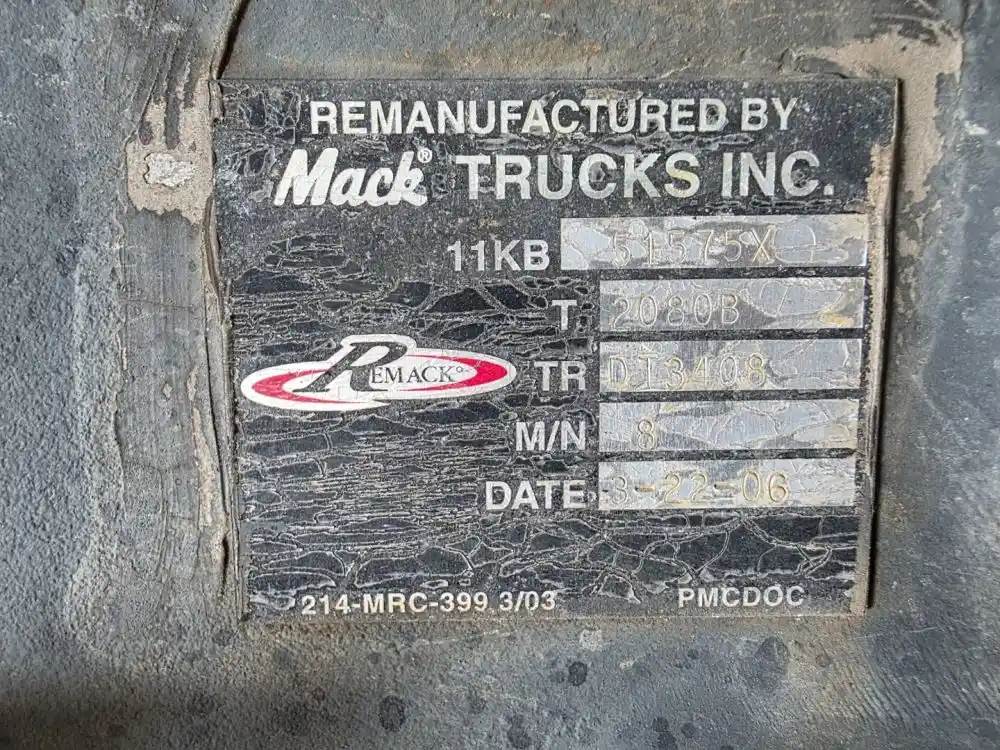 REMANUFACTURED BY
Mack® TRUCKS INC.
11KB 51575X
T 2080B
REMACK
TR DT3408
M/N 8
DATE 3-22-06
214-MRC-399 3/03 PMCDOC